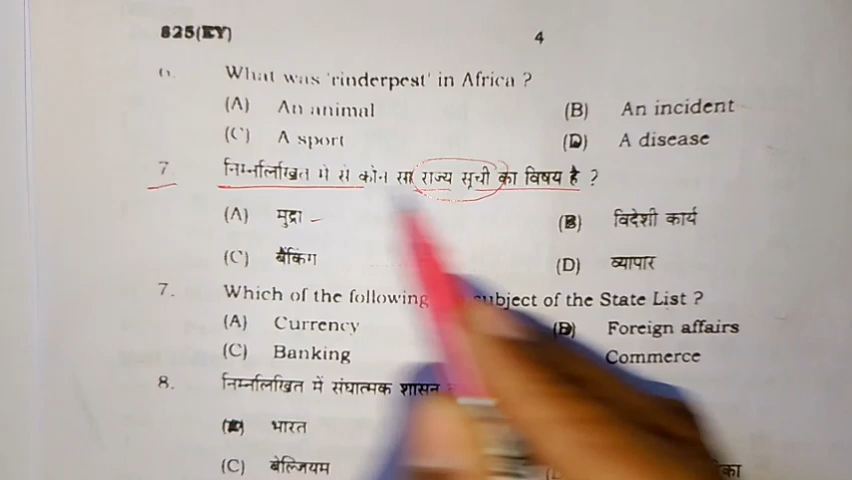 825(EY)
4
6. What was 'rinderpest' in Africa ?
(A) An animal (B) An incident
(C) A sport (D) A disease
7 निम्नलिखित में से कौन सा राज्य सूची का विषय है ?
(A) मुद्रा (B) विदेशी कार्य
(C) बैंकिंग (D) व्यापार
7. Which of the following subject of the State List ?
(A) Currency (B) Foreign affairs
(C) Banking Commerce
8. निम्नलिखित में संघात्मक शासन
भारत
(C) बेल्जियम